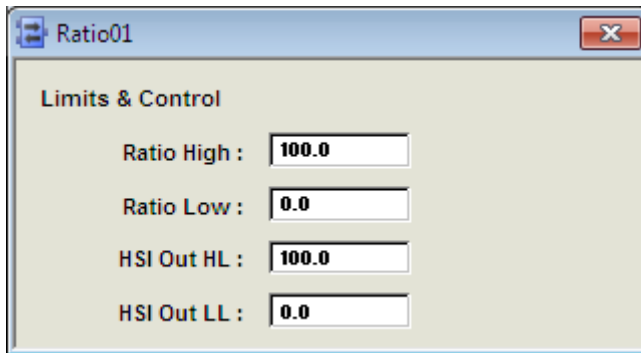 Ratio01
Limits & Control
Ratio High : 100.0
Ratio Low : 0.0
HSI Out HL : 100.0
HSI Out LL : 0.0